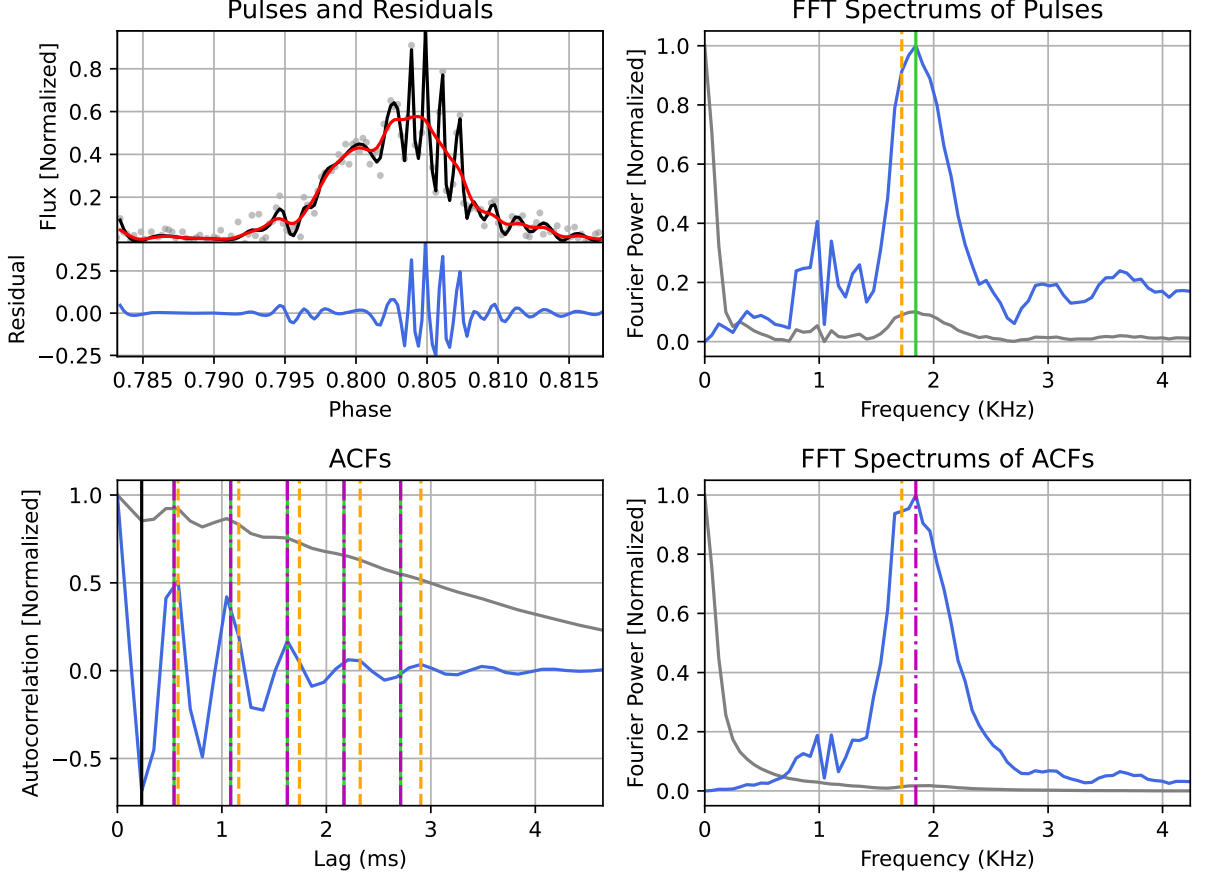 Pulses and Residuals
Flux [Normalized]
0.8
0.6
0.4
0.2
Residual
0.25
0.00
−0.25
0.785 0.790 0.795 0.800 0.805 0.810 0.815
Phase
FFT Spectrums of Pulses
Fourier Power [Normalized]
1.0
0.8
0.6
0.4
0.2
0.0
0 1 2 3 4
Frequency (KHz)
ACFs
Autocorrelation [Normalized]
1.0
0.5
0.0
−0.5
0 1 2 3 4
Lag (ms)
FFT Spectrums of ACFs
Fourier Power [Normalized]
1.0
0.8
0.6
0.4
0.2
0.0
0 1 2 3 4
Frequency (KHz)